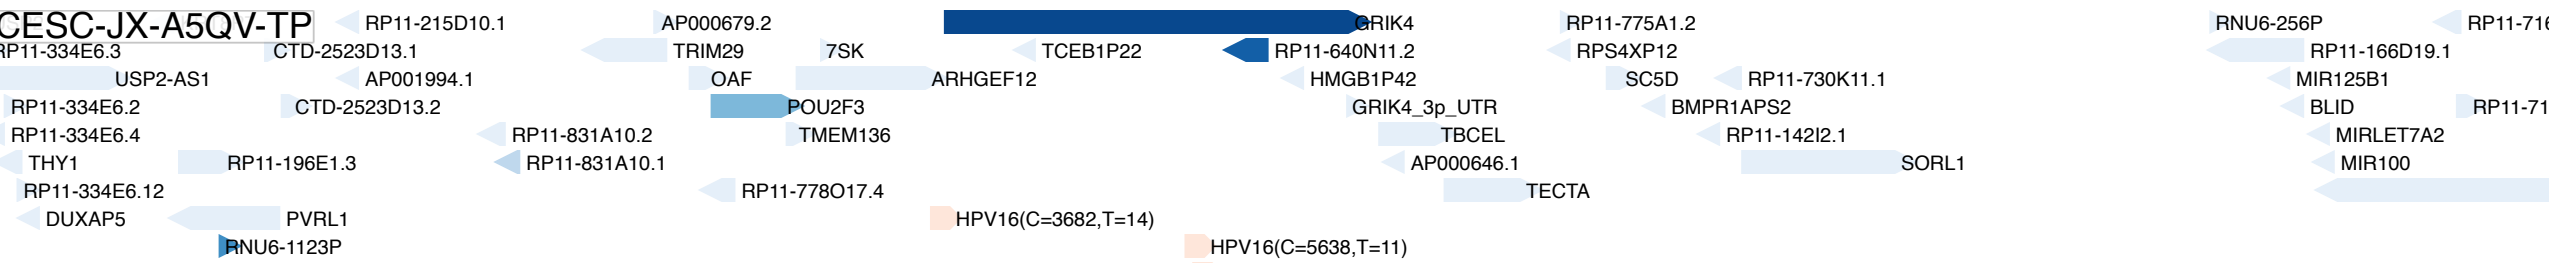 CESC-JX-A5QV-TP RP11-215D10.1 AP000679.2 GRIK4 RP11-775A1.2 RNU6-256P RP11-716
RP11-334E6.3 CTD-2523D13.1 TRIM29 7SK TCEB1P22 RP11-640N11.2 RPS4XP12 RP11-166D19.1
USP2-AS1 AP001994.1 OAF ARHGEF12 HMGB1P42 SC5D RP11-730K11.1 MIR125B1
RP11-334E6.2 CTD-2523D13.2 POU2F3 GRIK4_3p_UTR BMPR1APS2 BLID RP11-71
RP11-334E6.4 RP11-831A10.2 TMEM136 TBCEL RP11-142I2.1 MIRLET7A2
THY1 RP11-196E1.3 RP11-831A10.1 AP000646.1 SORL1 MIR100
RP11-334E6.12 RP11-778O17.4 TECTA
DUXAP5 PVRL1 HPV16(C=3682,T=14)
RNU6-1123P HPV16(C=5638,T=11)